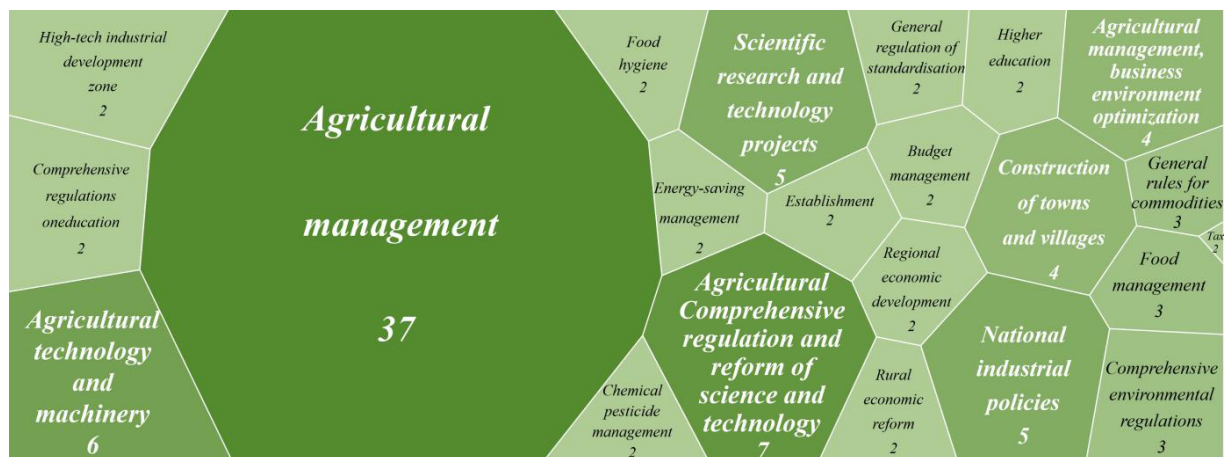 High-tech industrial
development
zone
2
Comprehensive
regulations
oneducation
2
Agricultural
technology
and
machinery
6
Agricultural
management
37
Food
hygiene
2
Energy-saving
management
2
Chemical
pesticide
management
2
Scientific
research and
technology
projects
5
Establishment
2
Agricultural
Comprehensive
regulation and
reform of
science and
technology
7
General
regulation of
standardisation
2
Budget
management
2
Regional
economic
development
2
Rural
economic
reform
2
Higher
education
2
Construction
of towns
and villages
4
National
industrial
policies
5
Agricultural
management,
business
environment
optimization
4
General
rules for
commodities
3
Tax
2
Food
management
3
Comprehensive
environmental
regulations
3